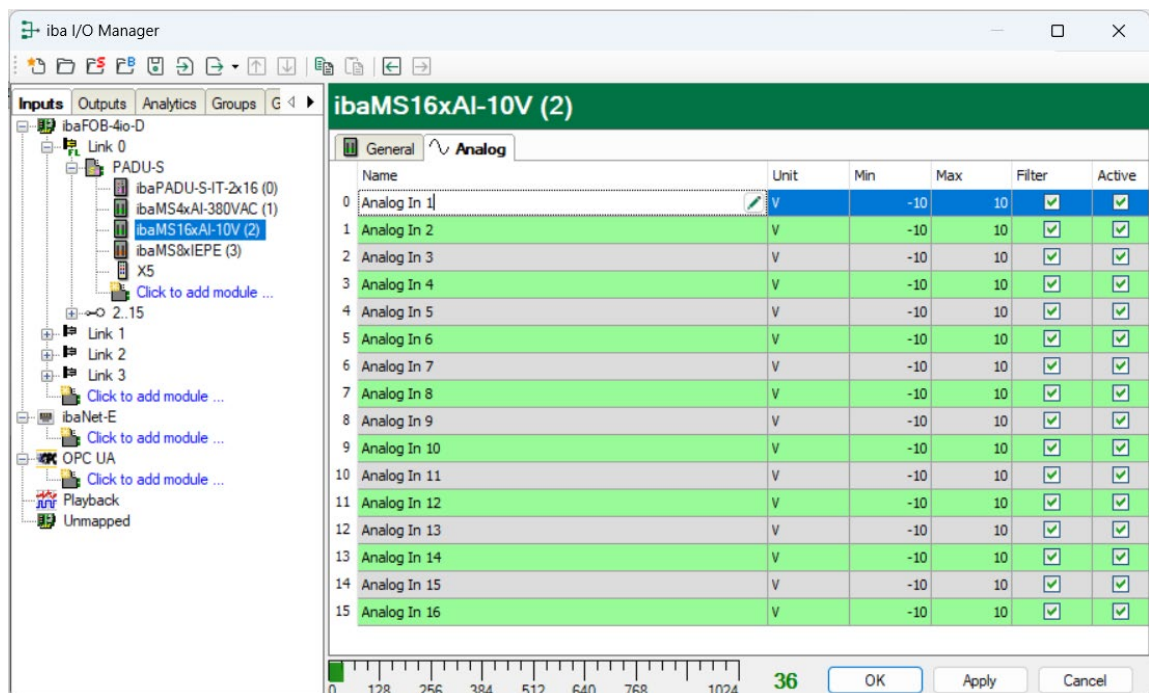 iba I/O Manager
Inputs Outputs Analytics Groups G
ibaFOB-4io-D
Link 0
PADU-S
ibaPADU-S-IT-2x16 (0)
ibaMS4xAI-380VAC (1)
ibaMS16xAI-10V (2)
ibaMS8xIEPE (3)
X5
Click to add module ...
2..15
Link 1
Link 2
Link 3
Click to add module ...
ibaNet-E
Click to add module ...
OPC UA
Click to add module ...
Playback
Unmapped
ibaMS16xAI-10V (2)
General Analog
Name Unit Min Max Filter Active
0 Analog In 1 V -10 10
1 Analog In 2 V -10 10
2 Analog In 3 V -10 10
3 Analog In 4 V -10 10
4 Analog In 5 V -10 10
5 Analog In 6 V -10 10
6 Analog In 7 V -10 10
7 Analog In 8 V -10 10
8 Analog In 9 V -10 10
9 Analog In 10 V -10 10
10 Analog In 11 V -10 10
11 Analog In 12 V -10 10
12 Analog In 13 V -10 10
13 Analog In 14 V -10 10
14 Analog In 15 V -10 10
15 Analog In 16 V -10 10
0 128 256 384 512 640 768 1024
36 OK Apply Cancel